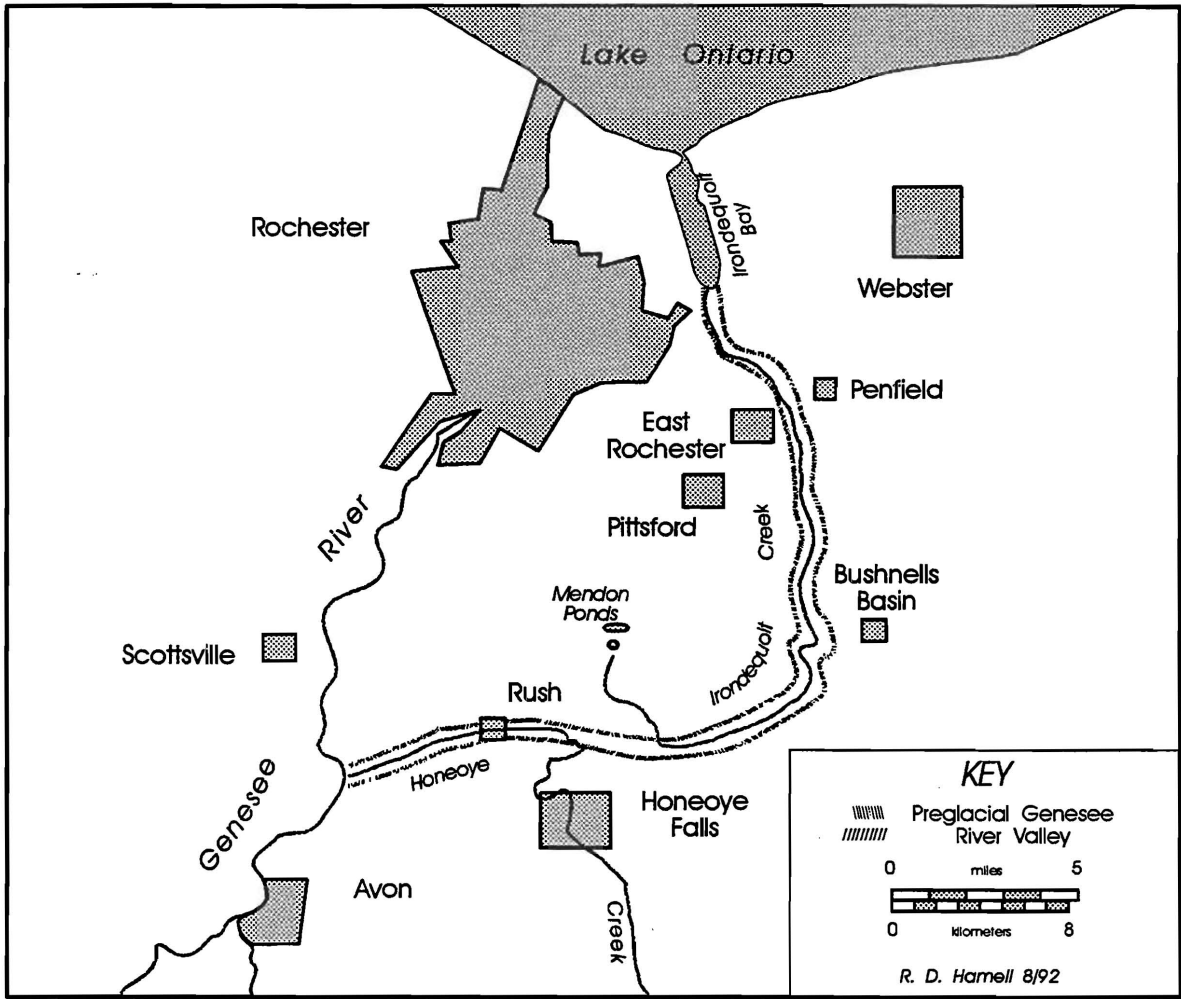 Lake Ontario
Rochester
Irondequoit
Bay
Webster
Penfield
East
Rochester
Pittsford
Creek
River
Bushnells
Basin
Mendon
Ponds
Scottsville
Irondequoit
Rush
Honeoye
Genesee
Honeoye
Falls
Avon
Creek
KEY
Preglacial Genesee
River Valley
0 miles 5
0 kilometers 8
R. D. Hamell 8/92